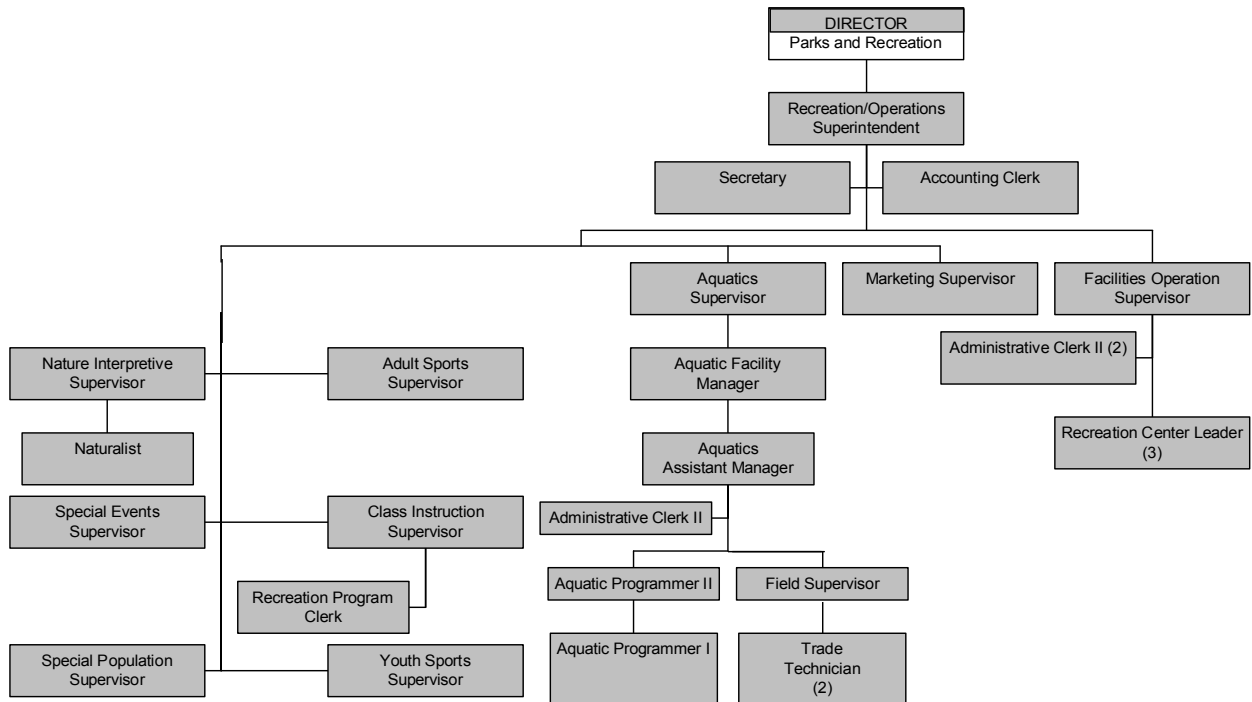 DIRECTOR
Parks and Recreation
Recreation/Operations
Superintendent
Secretary
Accounting Clerk
Aquatics
Supervisor
Marketing Supervisor
Facilities Operation
Supervisor
Nature Interpretive
Supervisor
Adult Sports
Supervisor
Aquatic Facility
Manager
Administrative Clerk II (2)
Naturalist
Aquatics
Assistant Manager
Recreation Center Leader
(3)
Special Events
Supervisor
Class Instruction
Supervisor
Administrative Clerk II
Recreation Program
Clerk
Aquatic Programmer II
Field Supervisor
Special Population
Supervisor
Youth Sports
Supervisor
Aquatic Programmer I
Trade
Technician
(2)